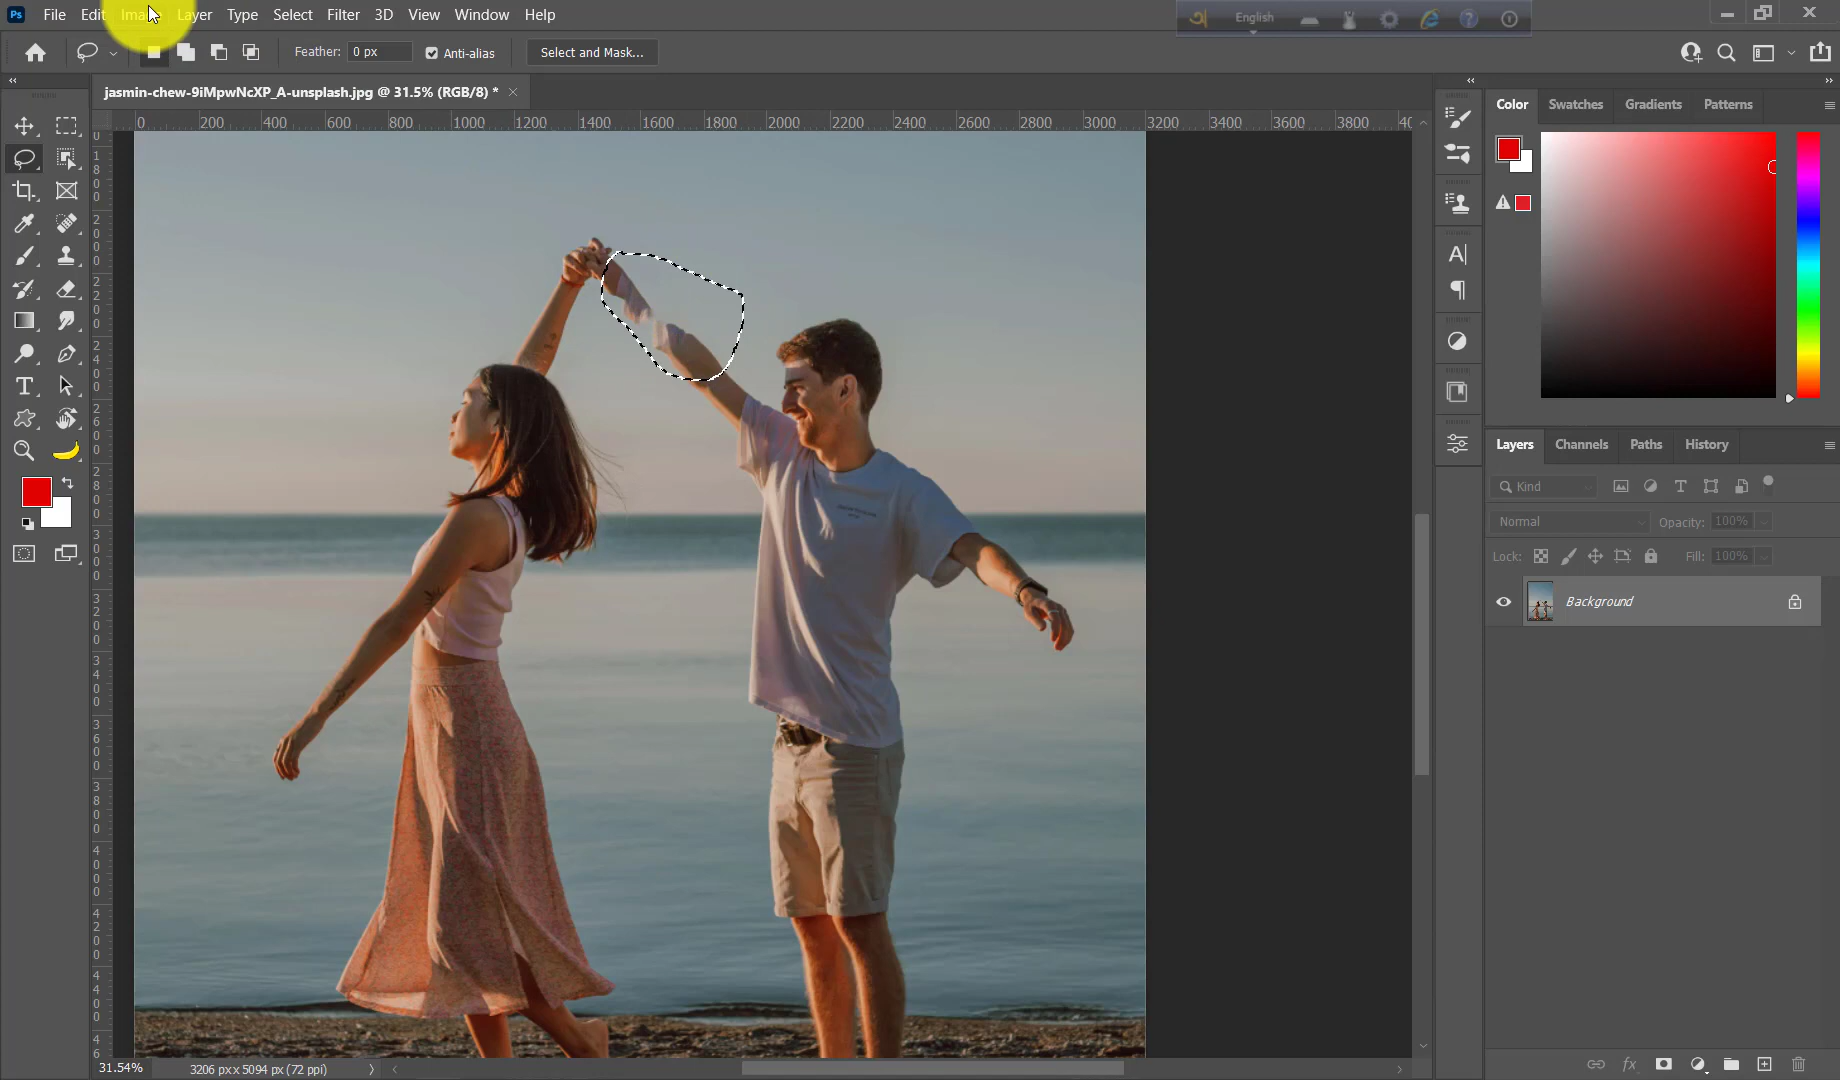 Ps File Edit Image Layer Type Select Filter 3D View Window Help
English
Feather: 0 px Anti-alias Select and Mask...
jasmin-chew-9iMpwNcXP_A-unsplash.jpg @ 31.5% (RGB/8) *
0 200 400 600 800 1000 1200 1400 1600 1800 2000 2200 2400 2600 2800 3000 3200 3400 3600 3800
Color Swatches Gradients Patterns
Layers Channels Paths History
Kind
Normal Opacity: 100%
Lock: Fill: 100%
Background
31.54% 3206 px x 5094 px (72 ppi)